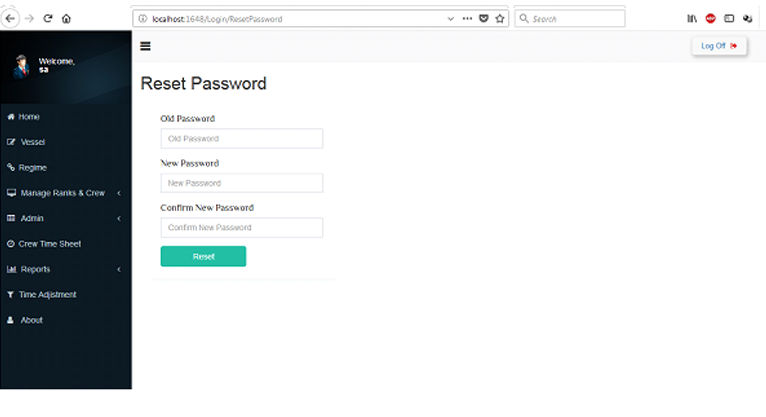 localhost:1648/Login/ResetPassword
Search
Welcome,
sa
Log Off
Reset Password
Home
Vessel
Regime
Manage Ranks & Crew
Admin
Crew Time Sheet
Reports
Time Adjistment
About
Old Password
Old Password
New Password
New Password
Confirm New Password
Confirm New Password
Reset